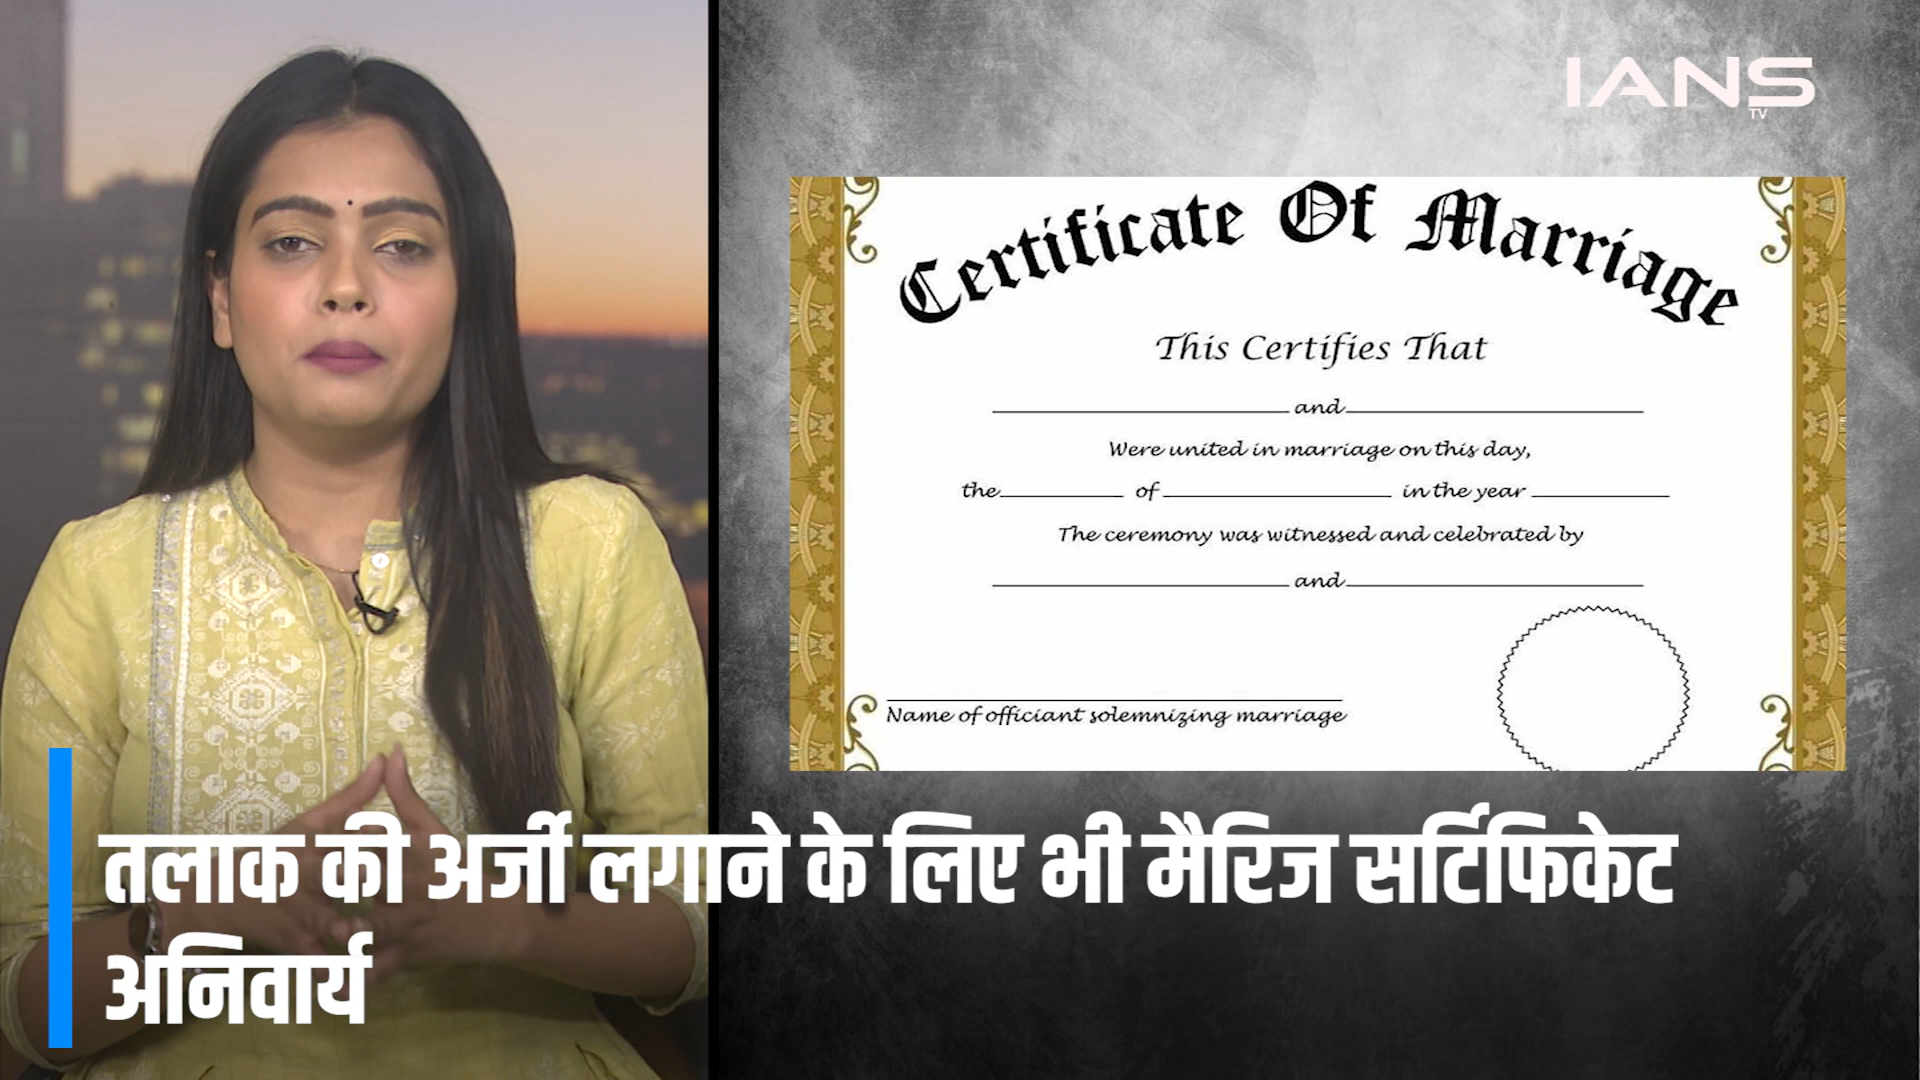 IANS
TV
Certificate Of Marriage
This Certifies That
and
Were united in marriage on this day,
the of in the year
The ceremony was witnessed and celebrated by
and
Name of officiant solemnizing marriage
तलाक की अर्जी लगाने के लिए भी मैरिज सर्टिफिकेट
अनिवार्य